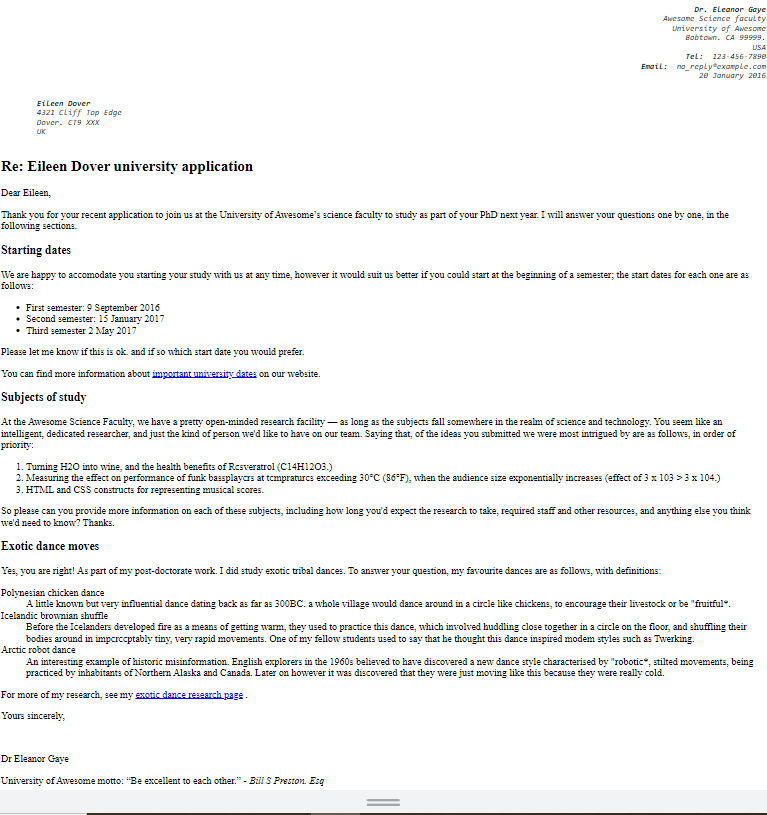 Dr. Eleanor Gaye
Awesome Science faculty
University of Awesome
Bobtown. CA 99999.
USA
Tel: 123-456-7890
Email: no_reply@example.com
20 January 2016
Eileen Dover
4321 Cliff Top Edge
Dover. CT9 XXX
UK
Re: Eileen Dover university application
Dear Eileen,
Thank you for your recent application to join us at the University of Awesome's science faculty to study as part of your PhD next year. I will answer your questions one by one, in the
following sections.
Starting dates
We are happy to accomodate you starting your study with us at any time, however it would suit us better if you could start at the beginning of a semester; the start dates for each one are as
follows:
• First semester: 9 September 2016
• Second semester: 15 January 2017
• Third semester 2 May 2017
Please let me know if this is ok. and if so which start date you would prefer.
You can find more information about important university dates on our website.
Subjects of study
At the Awesome Science Faculty, we have a pretty open-minded research facility — as long as the subjects fall somewhere in the realm of science and technology. You seem like an
intelligent, dedicated researcher, and just the kind of person we'd like to have on our team. Saying that, of the ideas you submitted we were most intrigued by are as follows, in order of
priority:
1. Turning H2O into wine, and the health benefits of Rcsveratrol (C14H12O3.)
2. Measuring the effect on performance of funk bassplaycrs at tcmpraturcs exceeding 30°C (86°F), when the audience size exponentially increases (effect of 3 x 103 > 3 x 104.)
3. HTML and CSS constructs for representing musical scores.
So please can you provide more information on each of these subjects, including how long you'd expect the research to take, required staff and other resources, and anything else you think
we'd need to know? Thanks.
Exotic dance moves
Yes, you are right! As part of my post-doctorate work. I did study exotic tribal dances. To answer your question, my favourite dances are as follows, with definitions:
Polynesian chicken dance
A little known but very influential dance dating back as far as 300BC. a whole village would dance around in a circle like chickens, to encourage their livestock or be "fruitful*.
Icelandic brownian shuffle
Before the Icelanders developed fire as a means of getting warm, they used to practice this dance, which involved huddling close together in a circle on the floor, and shuffling their
bodies around in impcrccptably tiny, very rapid movements. One of my fellow students used to say that he thought this dance inspired modem styles such as Twerking.
Arctic robot dance
An interesting example of historic misinformation. English explorers in the 1960s believed to have discovered a new dance style characterised by "robotic*, stilted movements, being
practiced by inhabitants of Northern Alaska and Canada. Later on however it was discovered that they were just moving like this because they were really cold.
For more of my research, see my exotic dance research page .
Yours sincerely,
Dr Eleanor Gaye
University of Awesome motto: “Be excellent to each other.” - Bill S Preston. Esq